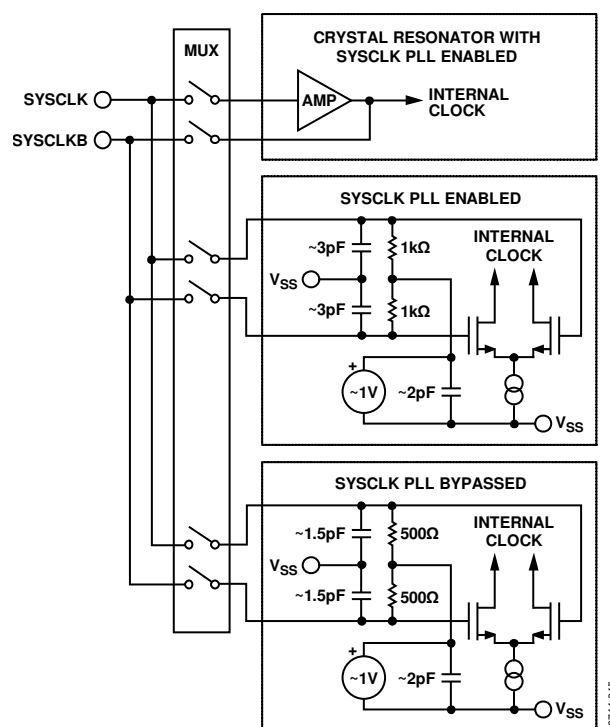 MUX
CRYSTAL RESONATOR WITH
SYSCLK PLL ENABLED
SYSCLK
AMP
INTERNAL
CLOCK
SYSCLKB
SYSCLK PLL ENABLED
~3pF
1kΩ
INTERNAL
CLOCK
VSS
~3pF
1kΩ
+
~1V
~2pF
VSS
SYSCLK PLL BYPASSED
~1.5pF
500Ω
INTERNAL
CLOCK
VSS
~1.5pF
500Ω
+
~1V
~2pF
VSS